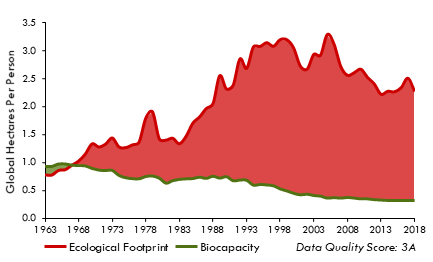 Global Hectares Per Person
3.5
3.0
2.5
2.0
1.5
1.0
0.5
0.0
1963 1968 1973 1978 1983 1988 1993 1998 2003 2008 2013 2018
Ecological Footprint Biocapacity Data Quality Score: 3A